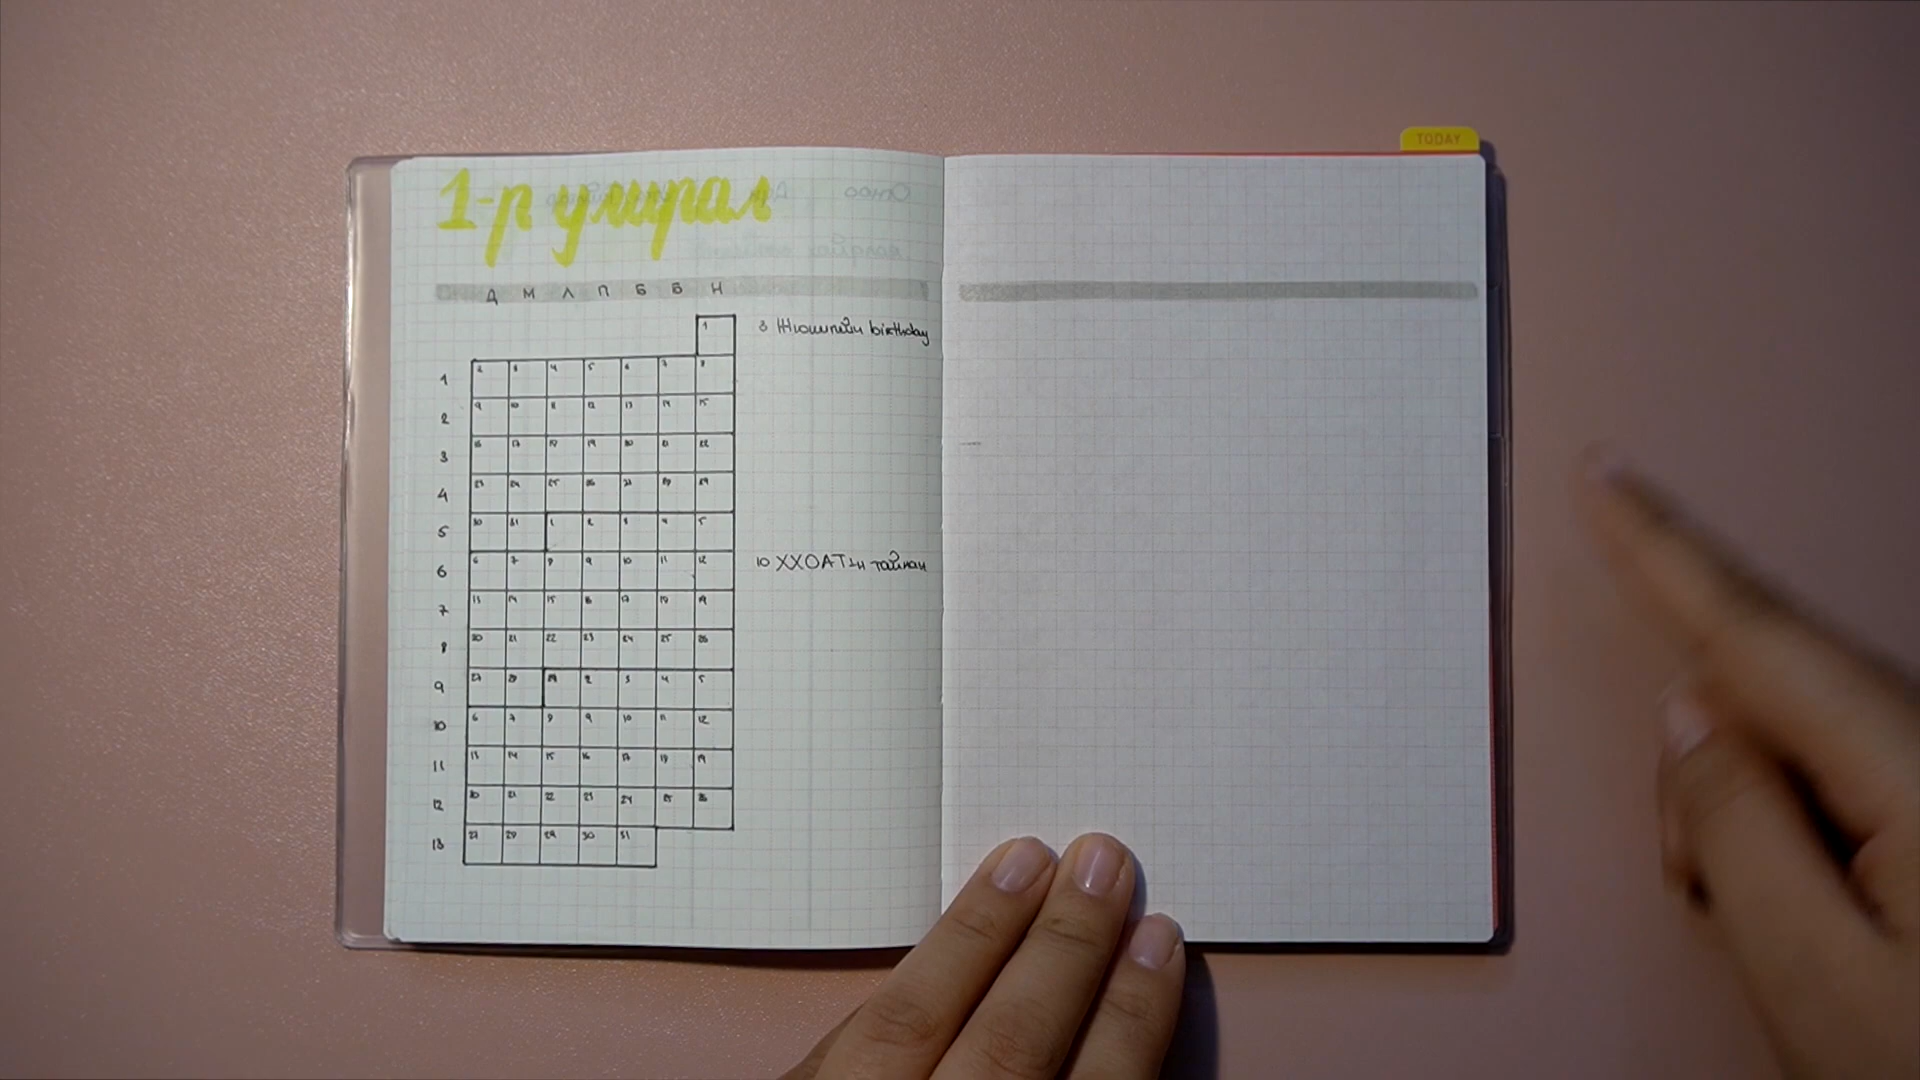 TODAY
1-р улирал
Д М Л П Б Б Н
1
3 Жюшпейн birthday
1 2 3 4 5 6 7 8
2 9 10 11 12 13 14 15
3 16 17 18 19 20 21 22
4 23 24 25 26 27 28 29
5 30 31 1 2 3 4 5
6 6 7 8 9 10 11 12
10 ХХОАТ-н тайлан
7 13 14 15 16 17 18 19
8 20 21 22 23 24 25 26
9 27 28 2 3 4 5
10 6 7 8 9 10 11 12
11 13 14 15 16 17 18 19
12 20 21 22 23 24 25 26
13 27 28 29 30 31